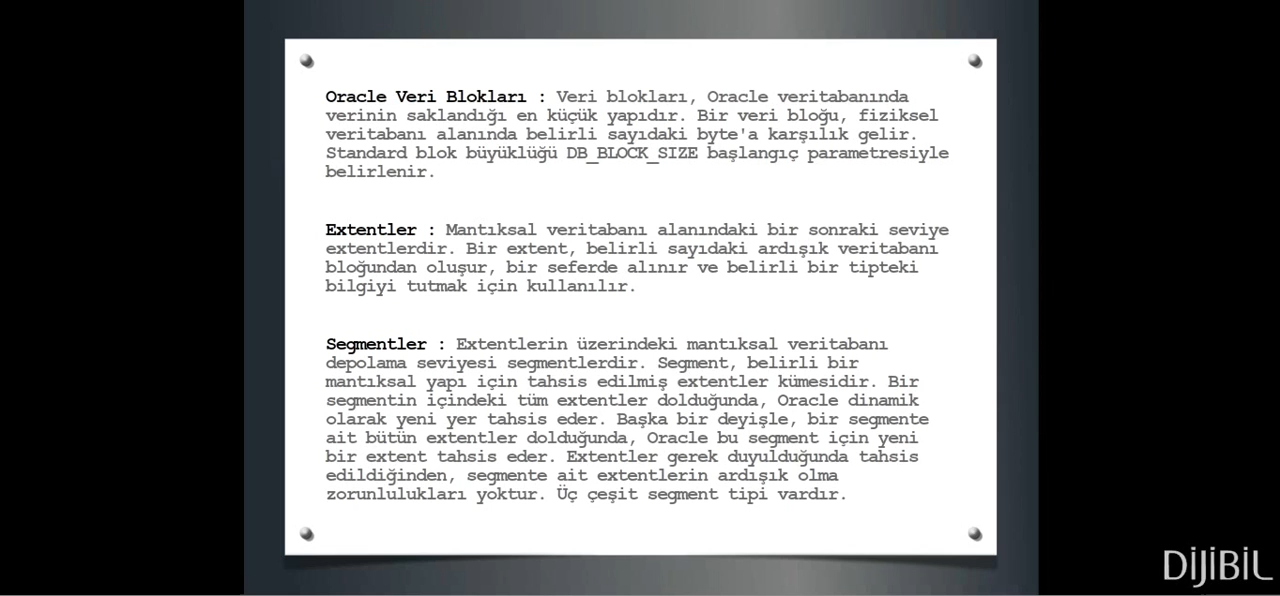 Oracle Veri Blokları : Veri blokları, Oracle veritabanında
verinin saklandığı en küçük yapıdır. Bir veri bloğu, fiziksel
veritabanı alanında belirli sayıdaki byte'a karşılık gelir.
Standard blok büyüklüğü DB_BLOCK_SIZE başlangıç parametresiyle
belirlenir.
Extentler : Mantıksal veritabanı alanındaki bir sonraki seviye
extentlerdir. Bir extent, belirli sayıdaki ardışık veritabanı
bloğundan oluşur, bir seferde alınır ve belirli bir tipteki
bilgiyi tutmak için kullanılır.
Segmentler : Extentlerin üzerindeki mantıksal veritabanı
depolama seviyesi segmentlerdir. Segment, belirli bir
mantıksal yapı için tahsis edilmiş extentler kümesidir. Bir
segmentin içindeki tüm extentler dolduğunda, Oracle dinamik
olarak yeni yer tahsis eder. Başka bir deyişle, bir segmente
ait bütün extentler dolduğunda, Oracle bu segment için yeni
bir extent tahsis eder. Extentler gerek duyulduğunda tahsis
edildiğinden, segmente ait extentlerin ardışık olma
zorunlulukları yoktur. Üç çeşit segment tipi vardır.
DİJİBİL